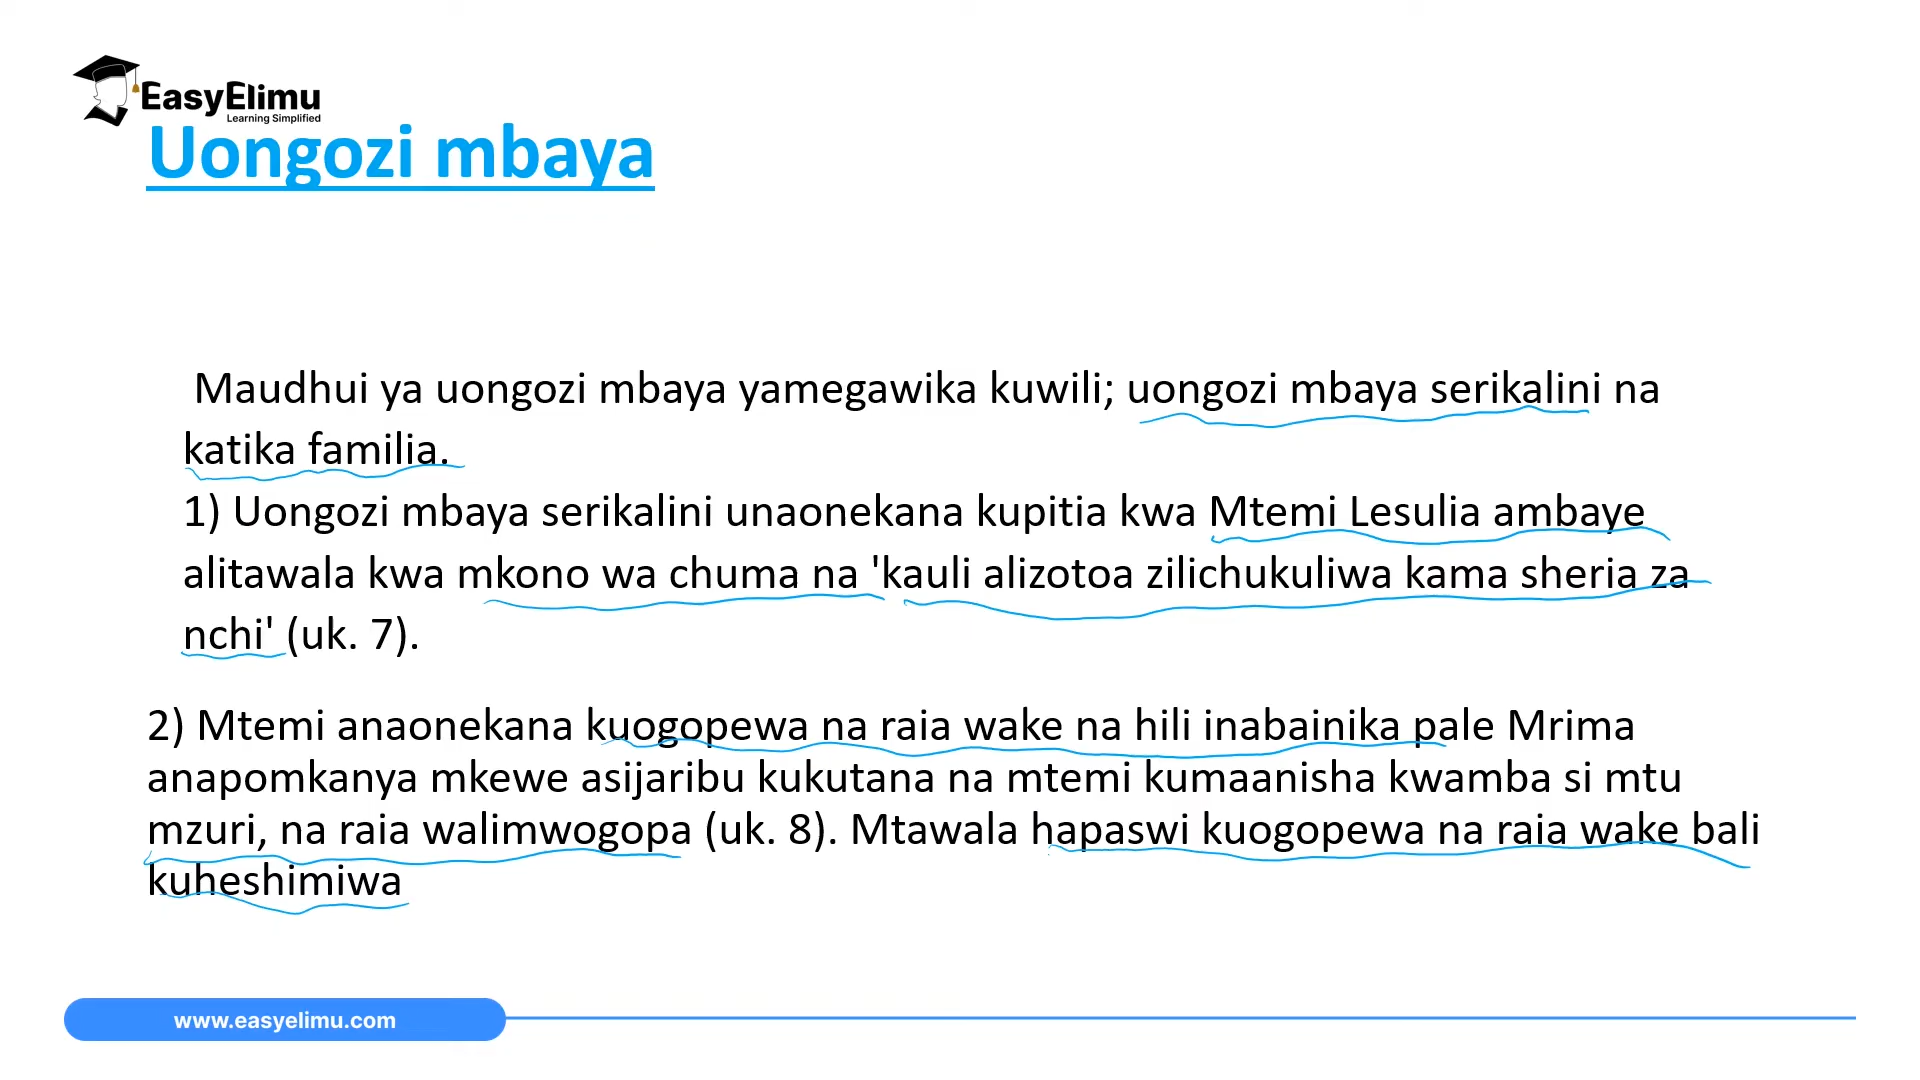 EasyElimu
Learning Simplified
Uongozi mbaya
Maudhui ya uongozi mbaya yamegawika kuwili; uongozi mbaya serikalini na
katika familia.
1) Uongozi mbaya serikalini unaonekana kupitia kwa Mtemi Lesulia ambaye
alitawala kwa mkono wa chuma na 'kauli alizotoa zilichukuliwa kama sheria za
nchi' (uk. 7).
2) Mtemi anaonekana kuogopewa na raia wake na hili inabainika pale Mrima
anapomkanya mkewe asijaribu kukutana na mtemi kumaanisha kwamba si mtu
mzuri, na raia walimwogopa (uk. 8). Mtawala hapaswi kuogopewa na raia wake bali
kuheshimiwa
www.easyelimu.com